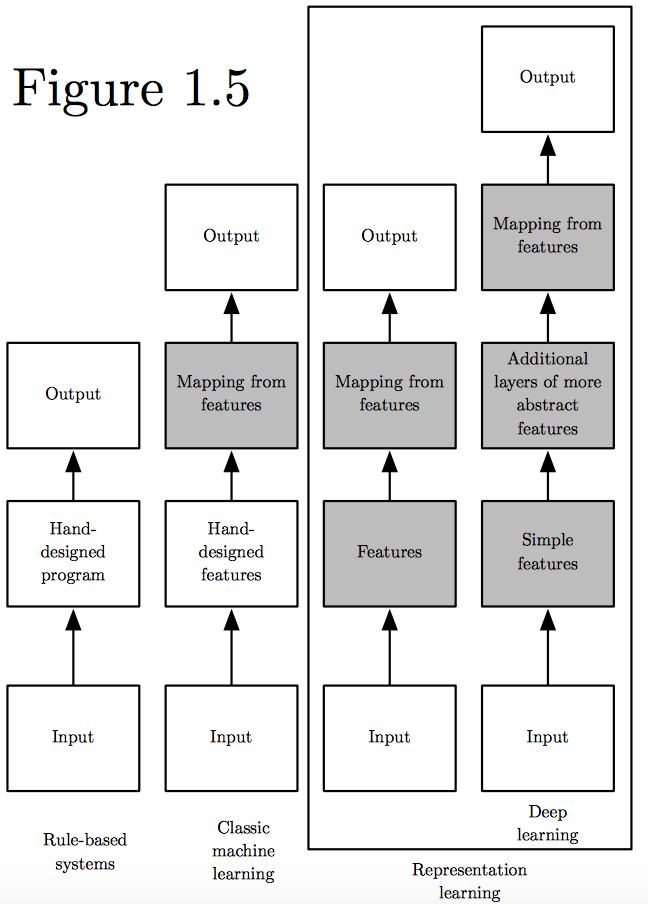 Figure 1.5
Output
Hand-
designed
program
Input
Rule-based
systems
Output
Mapping from
features
Hand-
designed
features
Input
Classic
machine
learning
Output
Mapping from
features
Features
Input
Output
Mapping from
features
Additional
layers of more
abstract
features
Simple
features
Input
Deep
learning
Representation
learning